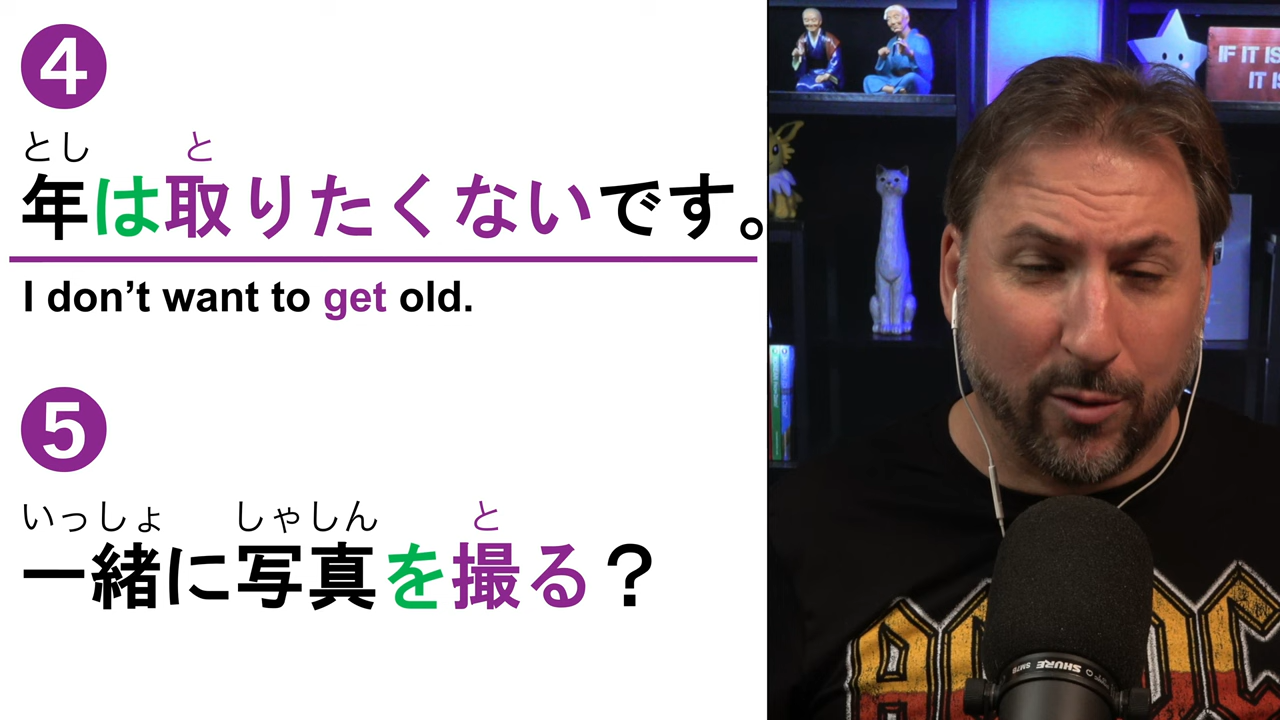 4
とし と
年は取りたくないです。
I don't want to get old.
5
いっしょ しゃしん と
一緒に写真を撮る？
IF IT IS
IT IS
SHURE SM7B